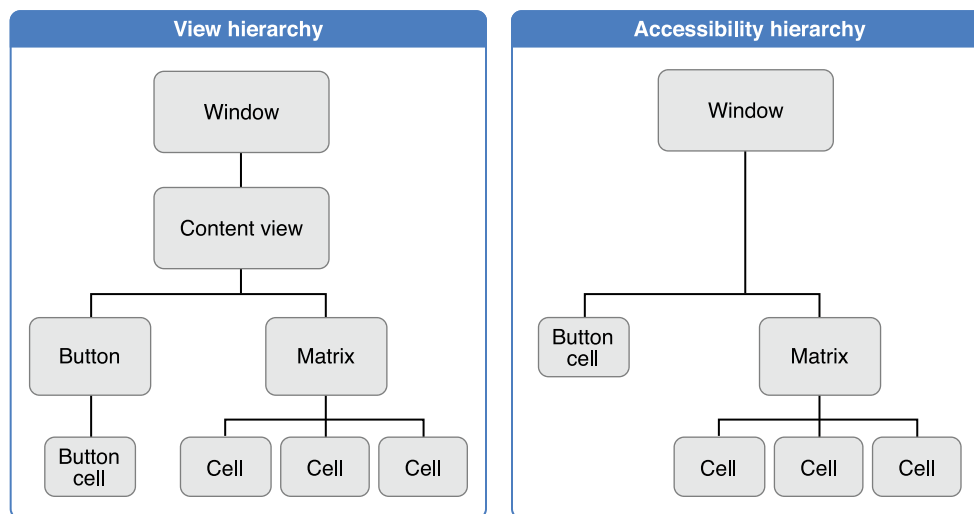 View hierarchy
Window
Content view
Button
Matrix
Button
cell
Cell
Cell
Cell
Accessibility hierarchy
Window
Button
cell
Matrix
Cell
Cell
Cell